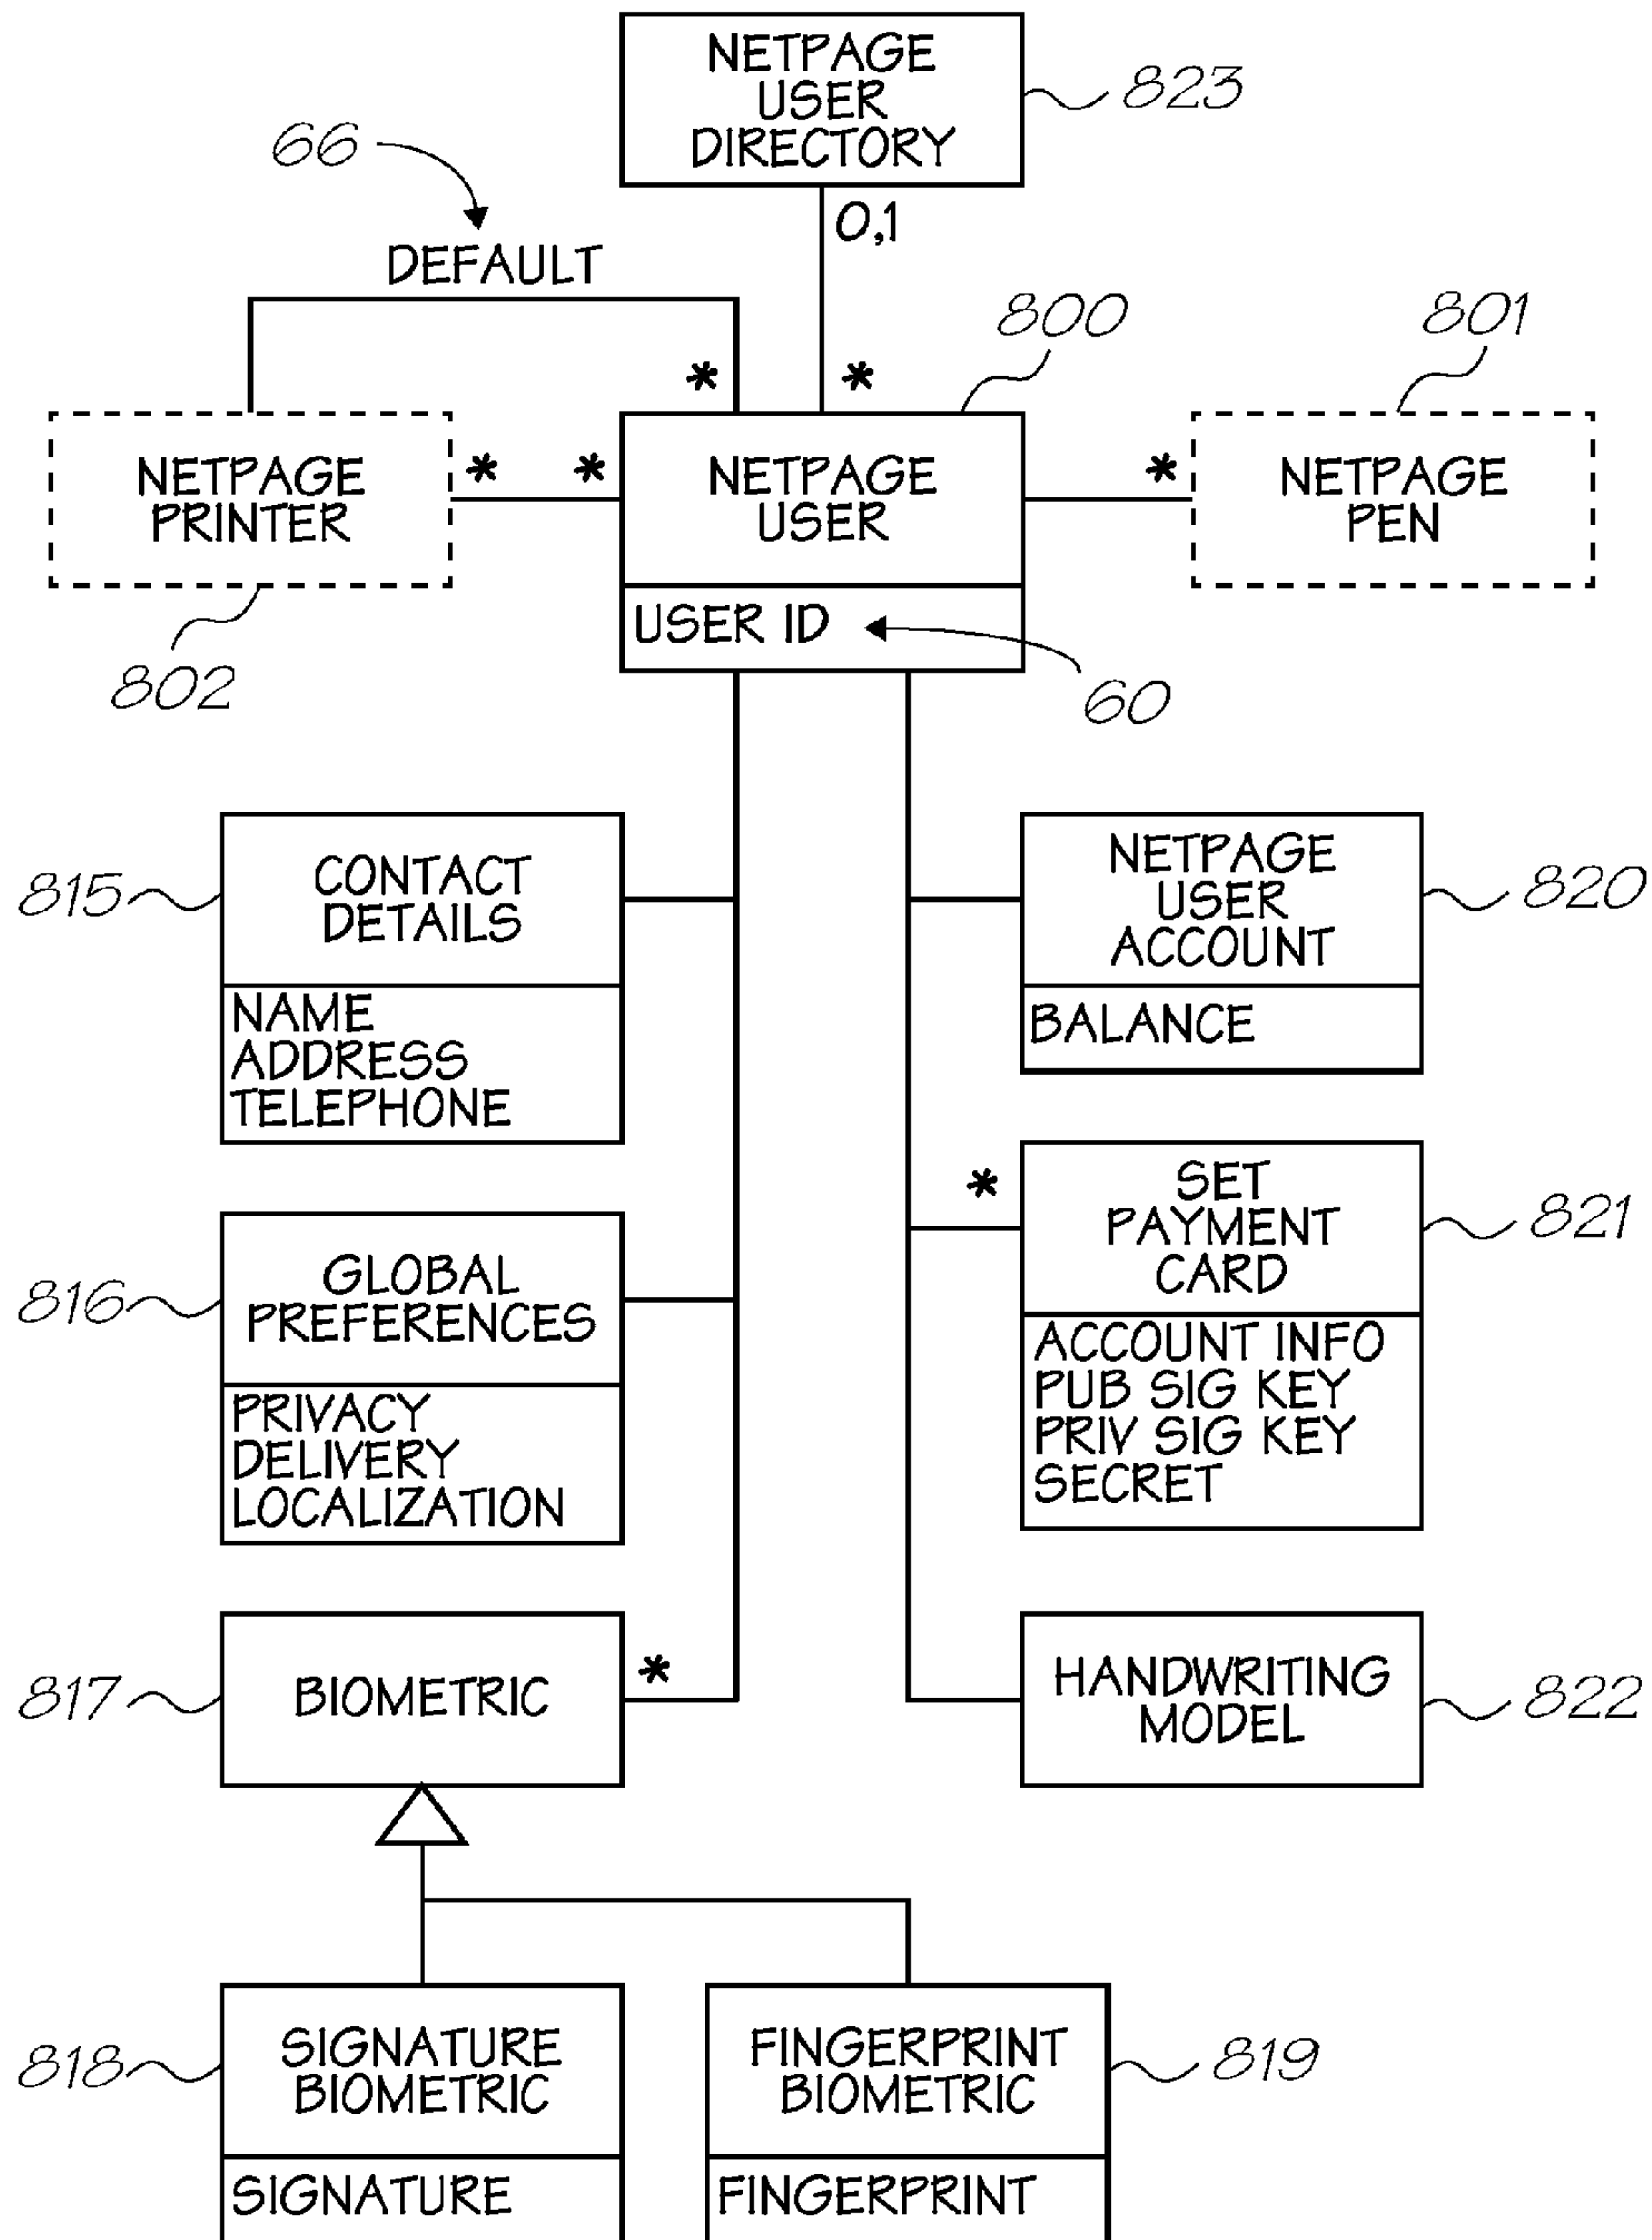 NETPAGE
USER
DIRECTORY
823
66
0,1
DEFAULT
800
801
*
*
NETPAGE
PRINTER
*
*
NETPAGE
USER
*
NETPAGE
PEN
802
USER ID
60
815
CONTACT
DETAILS
NAME
ADDRESS
TELEPHONE
NETPAGE
USER
ACCOUNT
820
BALANCE
816
GLOBAL
PREFERENCES
PRIVACY
DELIVERY
LOCALIZATION
*
SET
PAYMENT
CARD
821
ACCOUNT INFO
PUB SIG KEY
PRIV SIG KEY
SECRET
817
BIOMETRIC
*
HANDWRITING
MODEL
822
818
SIGNATURE
BIOMETRIC
SIGNATURE
FINGERPRINT
BIOMETRIC
819
FINGERPRINT